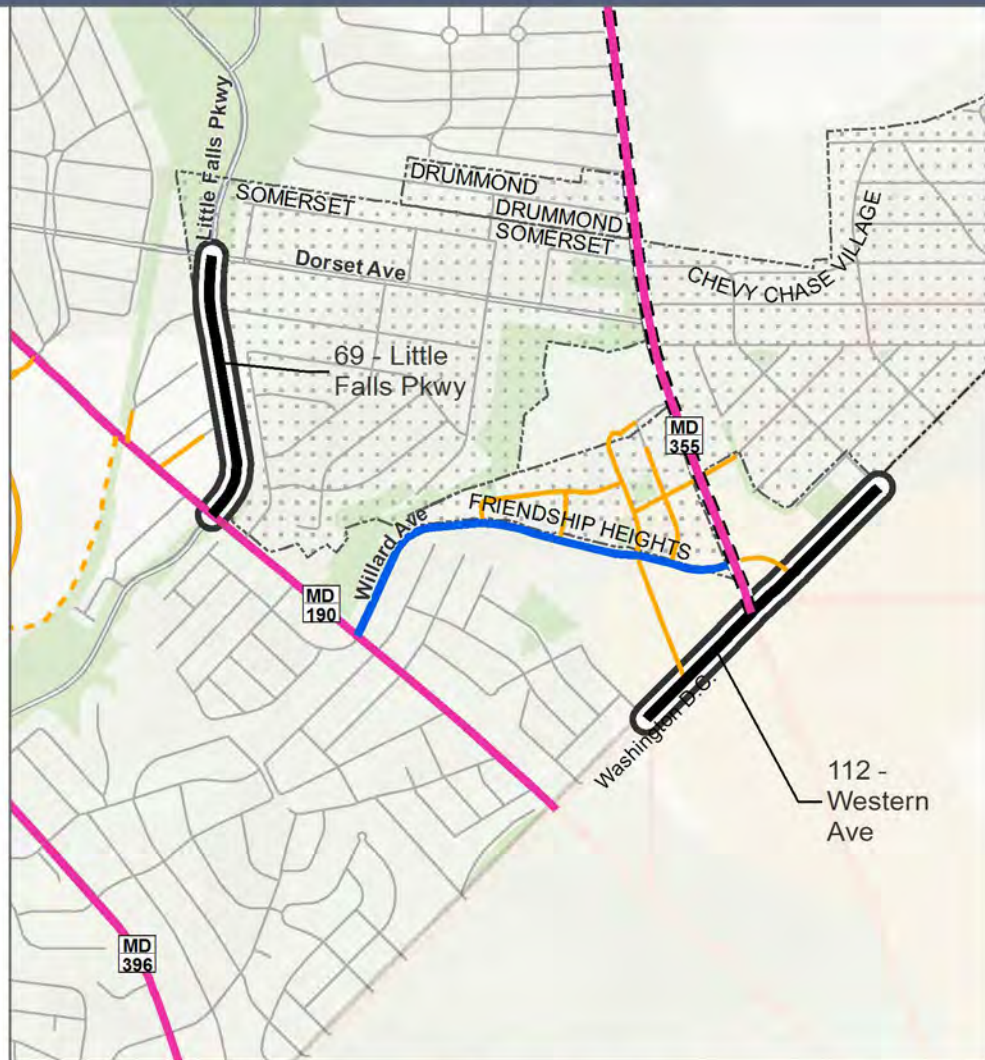 Little Falls Pkwy
DRUMMOND
SOMERSET
DRUMMOND
SOMERSET
Dorset Ave
CHEVY CHASE VILLAGE
69 - Little
Falls Pkwy
MD
355
Willard Ave
FRIENDSHIP HEIGHTS
MD
190
Washington D.C.
112 -
Western
Ave
MD
396